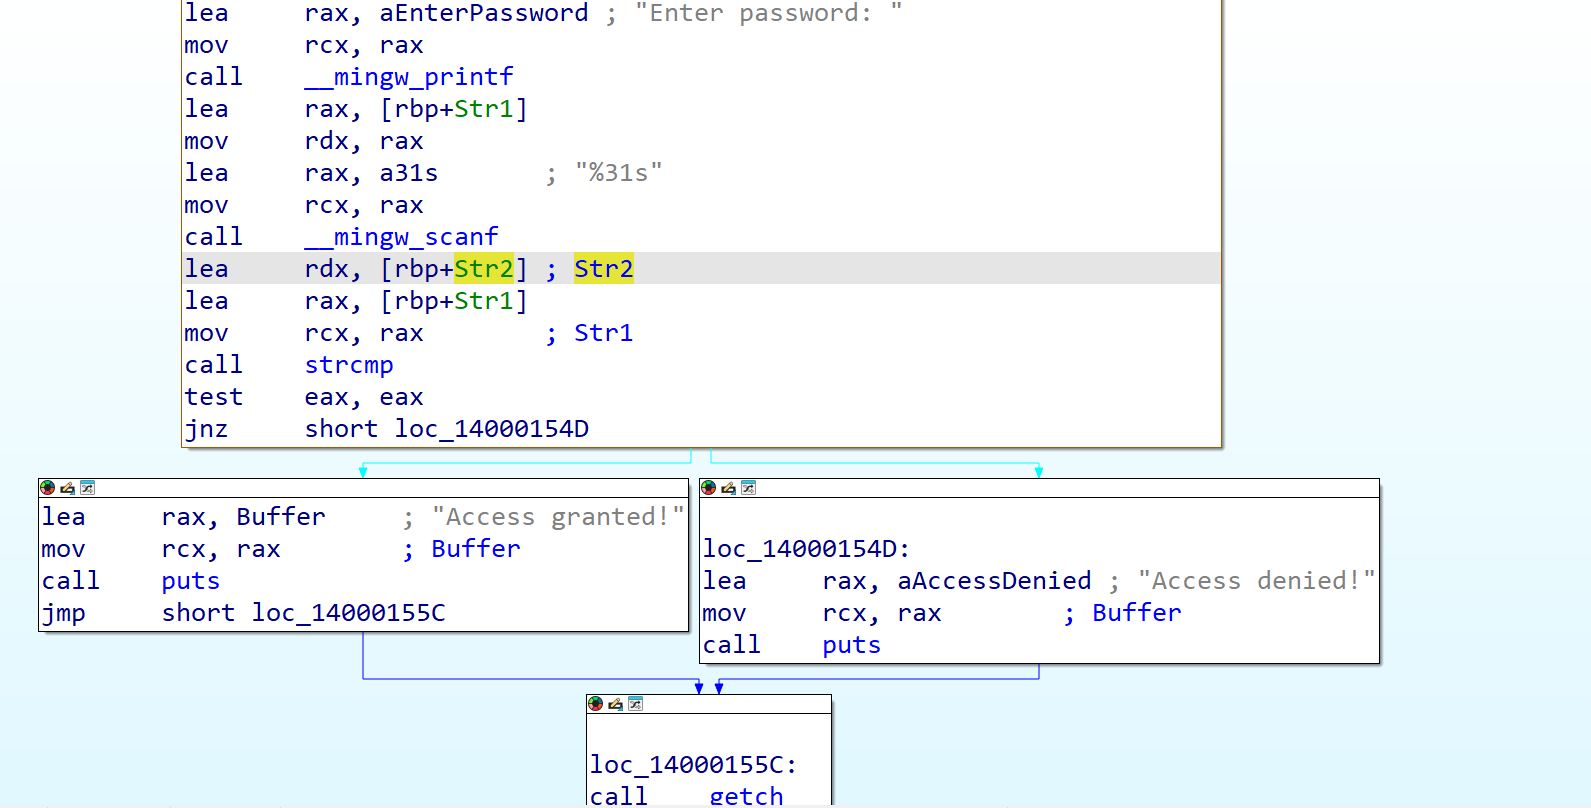 lea rax, aEnterPassword ; "Enter password: "
mov rcx, rax
call __mingw_printf
lea rax, [rbp+Str1]
mov rdx, rax
lea rax, a31s ; "%31s"
mov rcx, rax
call __mingw_scanf
lea rdx, [rbp+Str2] ; Str2
lea rax, [rbp+Str1]
mov rcx, rax ; Str1
call strcmp
test eax, eax
jnz short loc_14000154D
lea rax, Buffer ; "Access granted!"
mov rcx, rax ; Buffer
call puts
jmp short loc_14000155C
loc_14000154D:
lea rax, aAccessDenied ; "Access denied!"
mov rcx, rax ; Buffer
call puts
loc_14000155C:
call getch